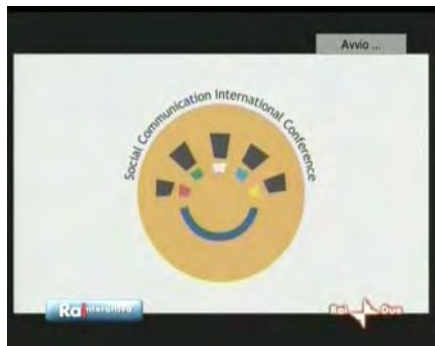 Avvio ...
Social Communication International Conference
Rai interattiva
Rai Due